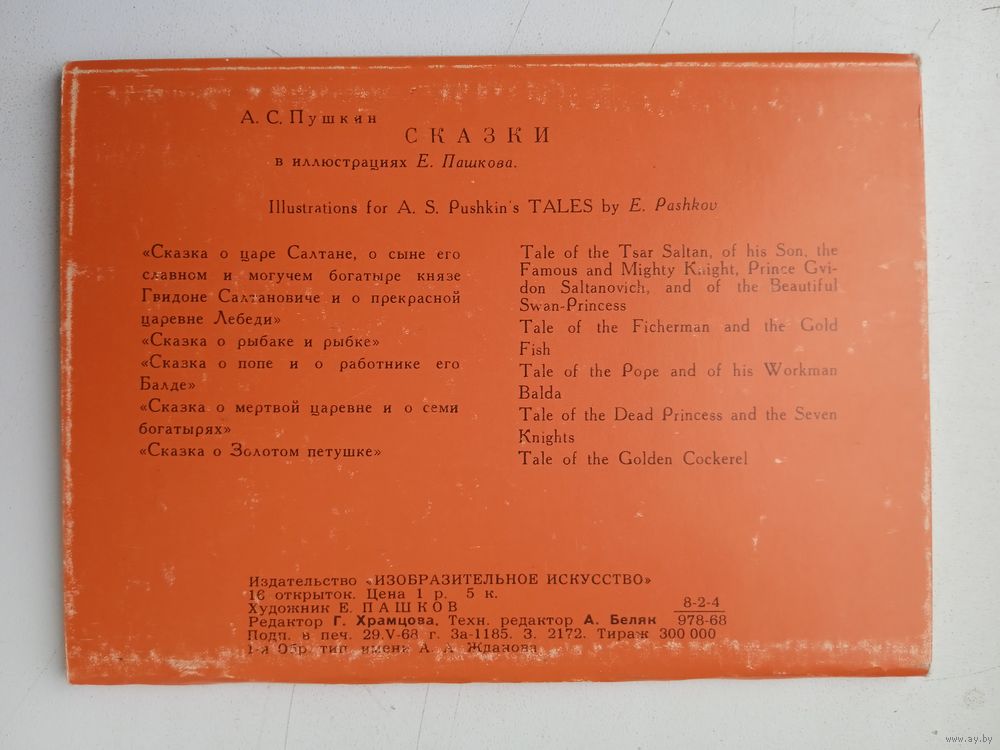 А. С. Пушкин
СКАЗКИ
в иллюстрациях Е. Пашкова.
Illustrations for A. S. Pushkin's TALES by E. Pashkov
«Сказка о царе Салтане, о сыне его
славном и могучем богатыре князе
Гвидоне Салтановиче и о прекрасной
царевне Лебеди»
«Сказка о рыбаке и рыбке»
«Сказка о попе и о работнике его
Балде»
«Сказка о мертвой царевне и о семи
богатырях»
«Сказка о Золотом петушке»
Tale of the Tsar Saltan, of his Son, the
Famous and Mighty Knight, Prince Gvi-
don Saltanovich, and of the Beautiful
Swan-Princess
Tale of the Ficherman and the Gold
Fish
Tale of the Pope and of his Workman
Balda
Tale of the Dead Princess and the Seven
Knights
Tale of the Golden Cockerel
Издательство «ИЗОБРАЗИТЕЛЬНОЕ ИСКУССТВО»
16 открыток. Цена 1 р. 5 к.
Художник Е. ПАШКОВ
Редактор Г. Храмцова. Техн. редактор А. Беляк
Подп. в печ. 29.V-68 г. За-1185. З. 2172. Тираж 300 000
1-я Обр. тип. имени А. А. Жданова
8-2-4
978-68
www.ay.by